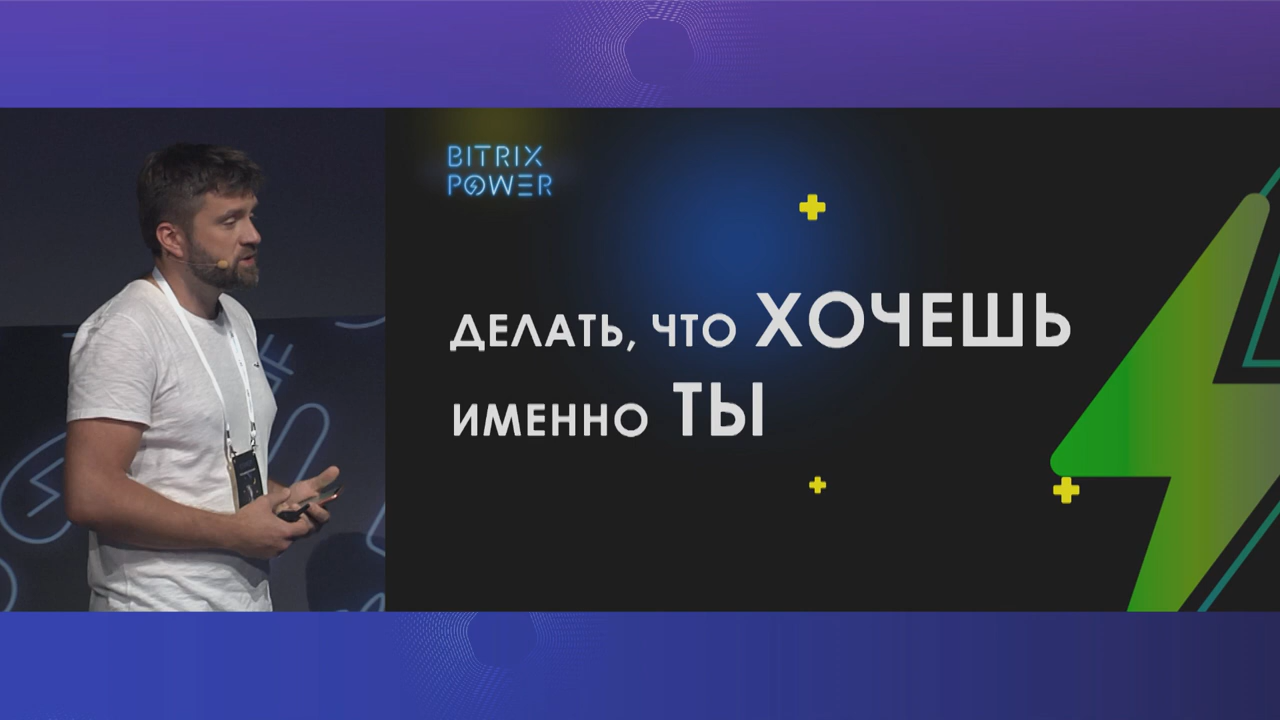 BITRIX
POWER
ДЕЛАТЬ, ЧТО ХОЧЕШЬ
ИМЕННО ТЫ